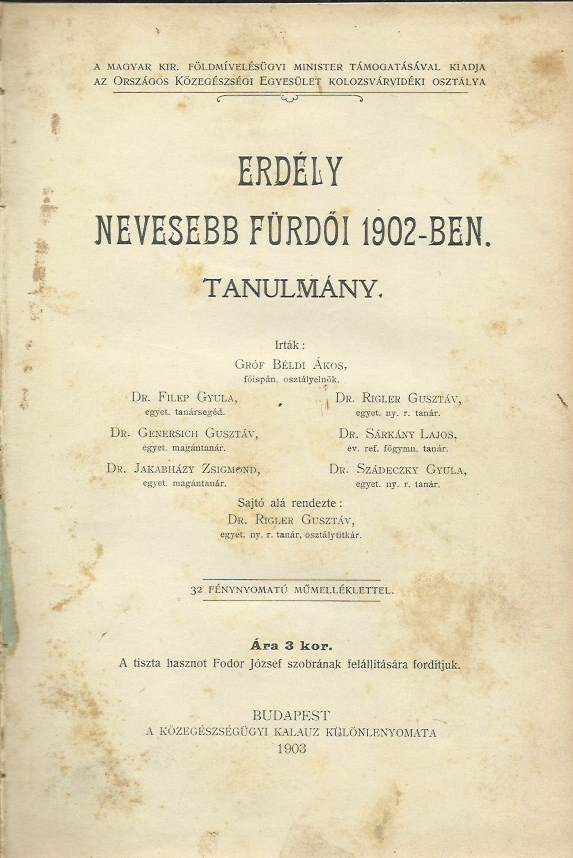 A MAGYAR KIR. FÖLDMÍVELÉSÜGYI MINISTER TÁMOGATÁSÁVAL KIADJA
AZ ORSZÁGOS KÖZEGÉSZSÉGI EGYESÜLET KOLOZSVÁRVIDÉKI OSZTÁLYA
ERDÉLY
NEVESEBB FÜRDŐI 1902-BEN.
TANULMÁNY.
Irták:
GRÓF BÉLDI ÁKOS,
főispán, osztályelnök.
DR. FILEP GYULA, DR. RIGLER GUSZTÁV,
egyet. tanársegéd. egyet. ny. r. tanár.
DR. GENERSICH GUSZTÁV, DR. SÁRKÁNY LAJOS,
egyet. magántanár. ev. ref. főgymn. tanár.
DR. JAKABHÁZY ZSIGMOND, DR. SZÁDECZKY GYULA,
egyet. magántanár. egyet. ny. r. tanár.
Sajtó alá rendezte:
DR. RIGLER GUSZTÁV,
egyet. ny. r. tanár, osztálytitkár.
32 FÉNYNYOMATÚ MŰMELLÉKLETTEL.
Ára 3 kor.
A tiszta hasznot Fodor József szobrának felállítására fordítjuk.
BUDAPEST
A KÖZEGÉSZSÉGÜGYI KALAUZ KÜLÖNLENYOMATA
1903